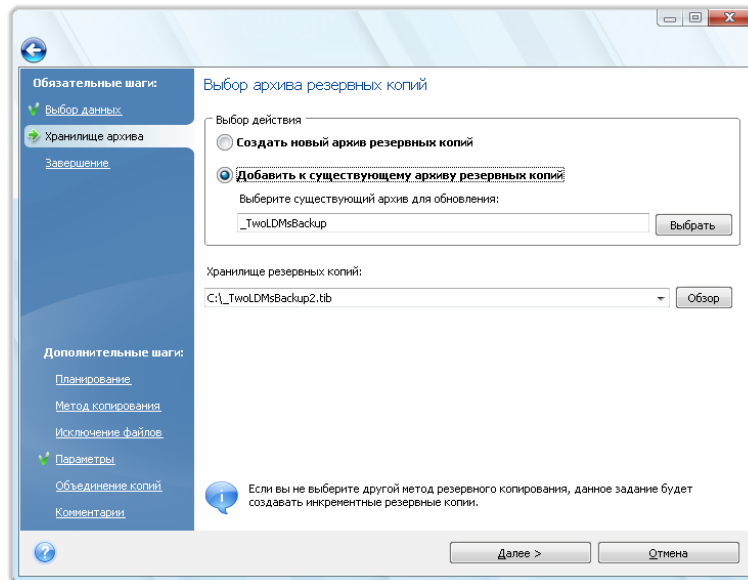 Обязательные шаги:
Выбор данных
Хранилище архива
Завершение
Дополнительные шаги:
Планирование
Метод копирования
Исключение файлов
Параметры
Объединение копий
Комментарии
Выбор архива резервных копий
Выбор действия
Создать новый архив резервных копий
Добавить к существующему архиву резервных копий
Выберите существующий архив для обновления:
_TwoLDMsBackup
Выбрать
Хранилище резервных копий:
C:\_TwoLDMsBackup2.tib
Обзор
Если вы не выберите другой метод резервного копирования, данное задание будет
создавать инкрементные резервные копии.
Далее >
Отмена